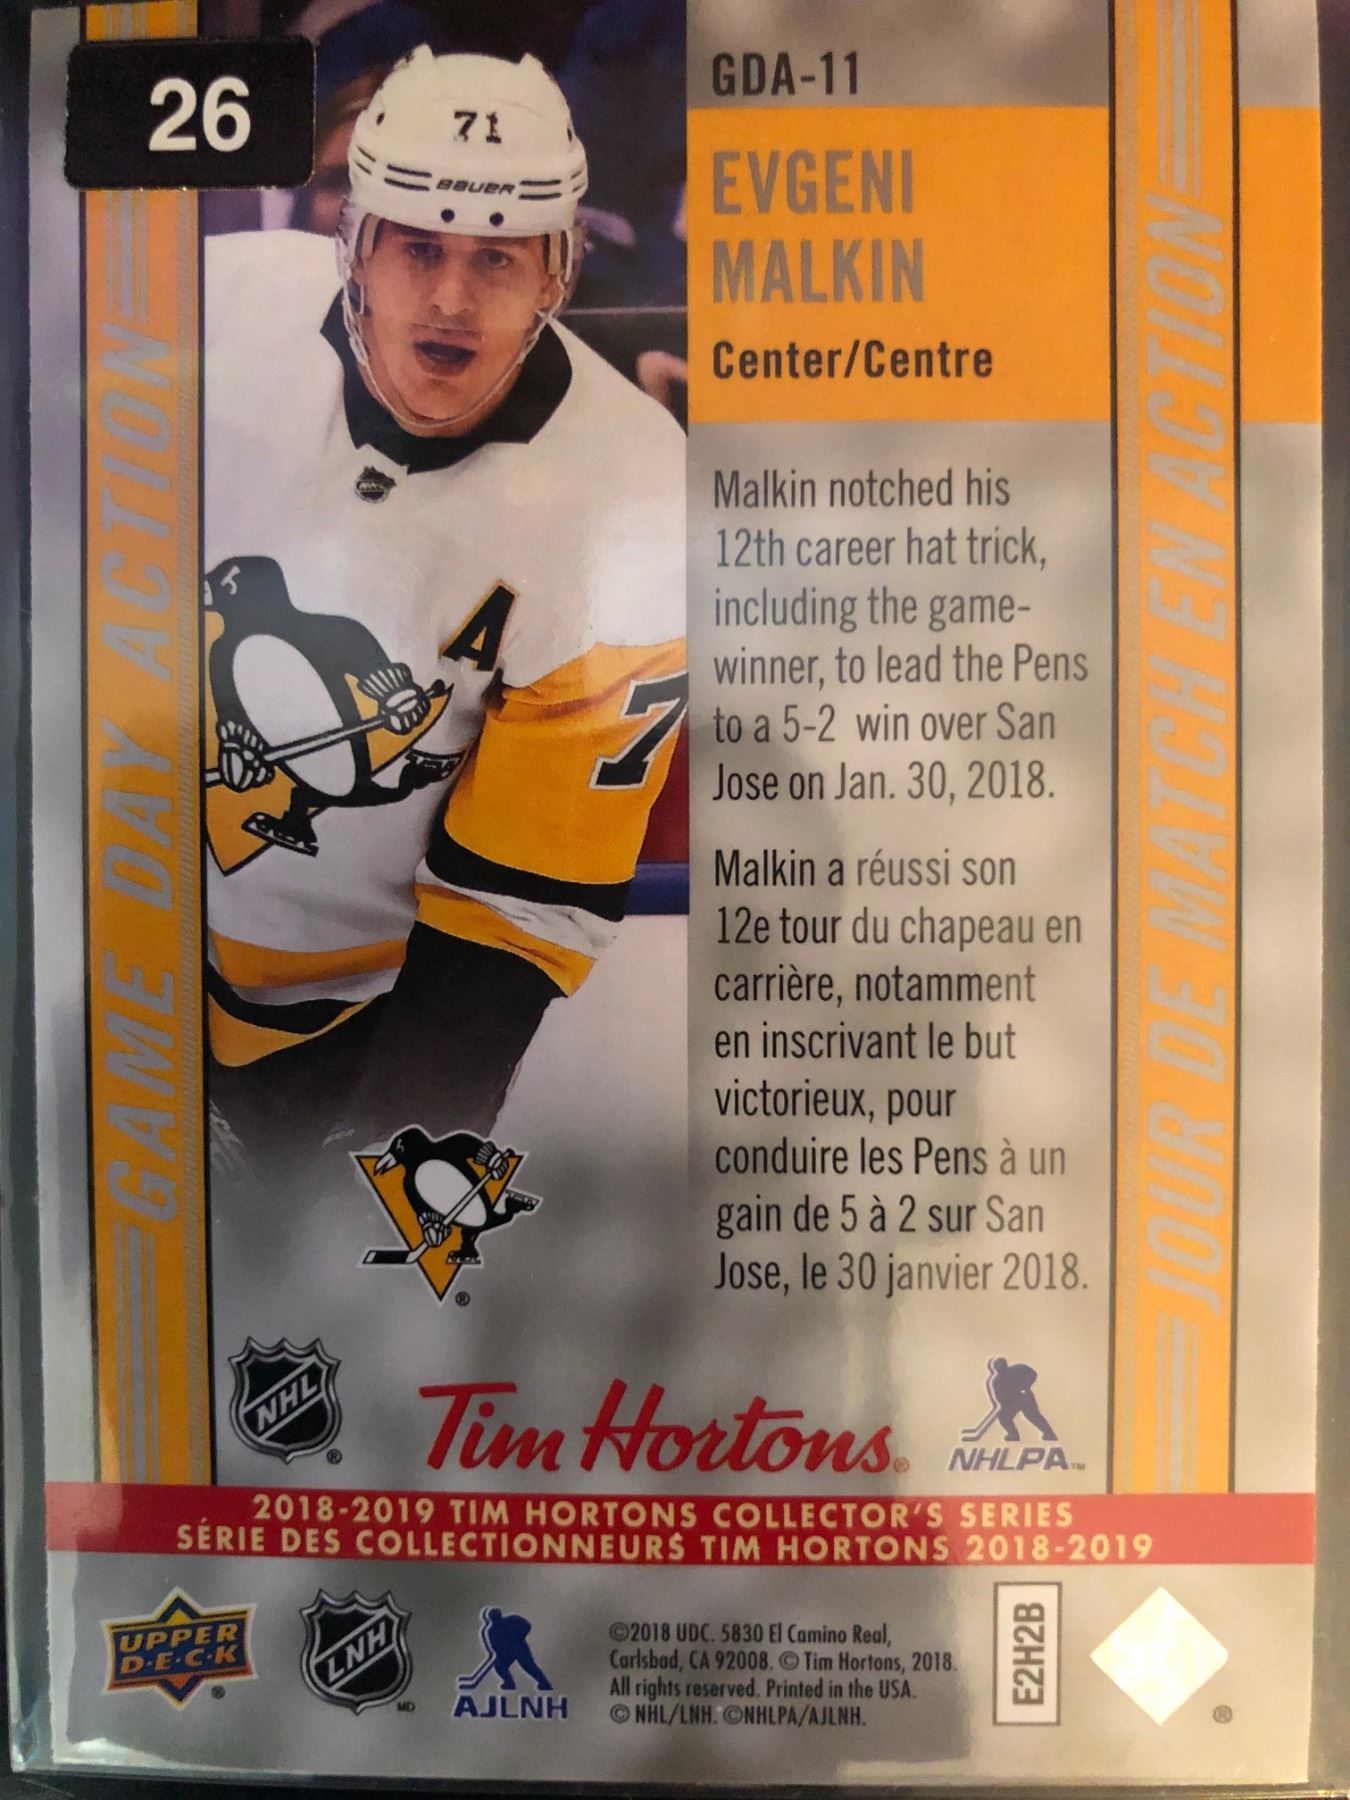 26
71
BAUER
NHL
A
7
GDA-11
EVGENI
MALKIN
Center/Centre
Malkin notched his
12th career hat trick,
including the game-
winner, to lead the Pens
to a 5-2 win over San
Jose on Jan. 30, 2018.
Malkin a réussi son
12e tour du chapeau en
carrière, notamment
en inscrivant le but
victorieux, pour
conduire les Pens à un
gain de 5 à 2 sur San
Jose, le 30 janvier 2018.
GAME DAY ACTION
JOUR DE MATCH EN ACTION
®
NHL ®
Tim Hortons®
NHLPA™
2018-2019 TIM HORTONS COLLECTOR'S SERIES
SÉRIE DES COLLECTIONNEURS TIM HORTONS 2018-2019
UPPER
D·E·C·K ®
LNH MD
AJLNH
©2018 UDC. 5830 El Camino Real,
Carlsbad, CA 92008. © Tim Hortons, 2018.
All rights reserved. Printed in the USA.
© NHL/LNH. ©NHLPA/AJLNH.
E2H2B
®